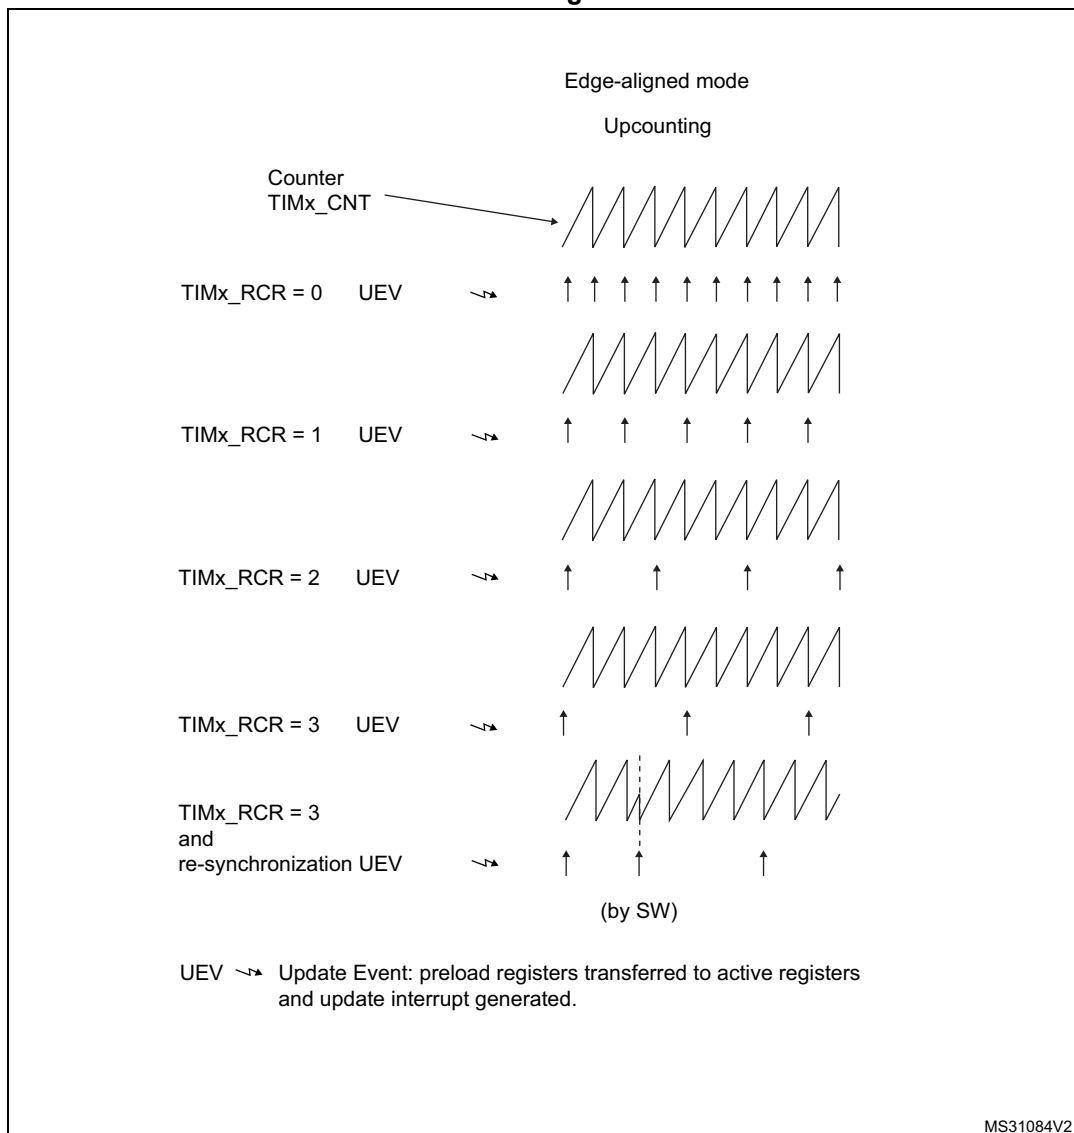 Edge-aligned mode
Upcounting
Counter
TIMx_CNT
TIMx_RCR = 0 UEV
TIMx_RCR = 1 UEV
TIMx_RCR = 2 UEV
TIMx_RCR = 3 UEV
TIMx_RCR = 3
and
re-synchronization UEV
(by SW)
UEV Update Event: preload registers transferred to active registers
and update interrupt generated.
MS31084V2